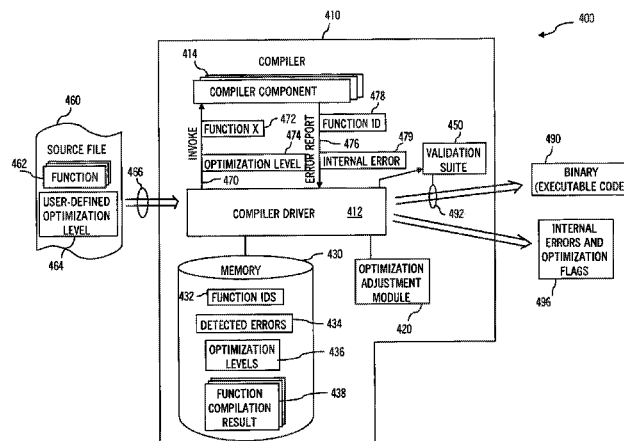 410
400
COMPILER
414
COMPILER COMPONENT
460
SOURCE FILE
462
FUNCTION
USER-DEFINED
OPTIMIZATION
LEVEL
464
466
INVOKE
FUNCTION X
472
474
OPTIMIZATION LEVEL
470
ERROR REPORT
478
FUNCTION ID
476
479
INTERNAL ERROR
450
VALIDATION
SUITE
492
490
BINARY
(EXECUTABLE CODE)
COMPILER DRIVER
412
INTERNAL
ERRORS AND
OPTIMIZATION
FLAGS
496
430
MEMORY
432
FUNCTION IDS
DETECTED ERRORS
434
OPTIMIZATION
LEVELS
436
FUNCTION
COMPILATION
RESULT
438
OPTIMIZATION
ADJUSTMENT
MODULE
420